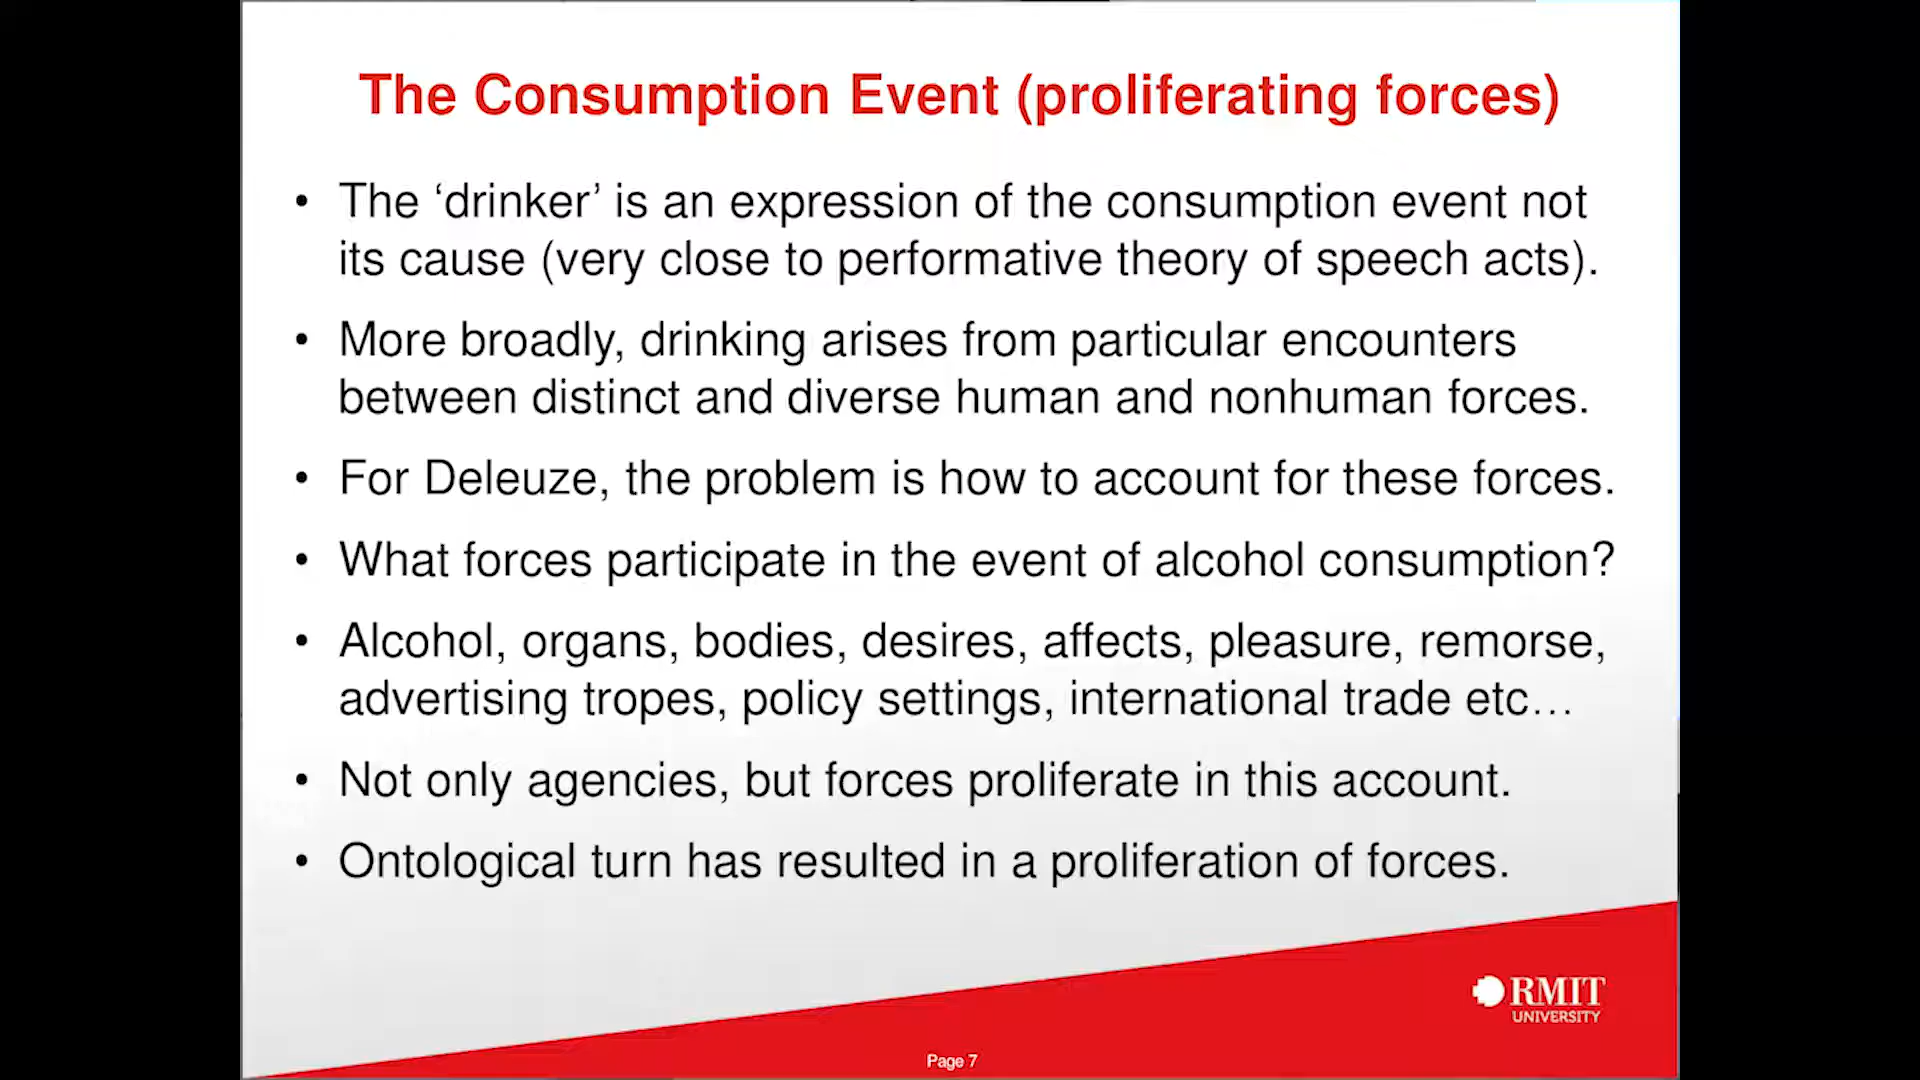 The Consumption Event (proliferating forces)
• The ‘drinker’ is an expression of the consumption event not
its cause (very close to performative theory of speech acts).
• More broadly, drinking arises from particular encounters
between distinct and diverse human and nonhuman forces.
• For Deleuze, the problem is how to account for these forces.
• What forces participate in the event of alcohol consumption?
• Alcohol, organs, bodies, desires, affects, pleasure, remorse,
advertising tropes, policy settings, international trade etc…
• Not only agencies, but forces proliferate in this account.
• Ontological turn has resulted in a proliferation of forces.
RMIT
UNIVERSITY
Page 7